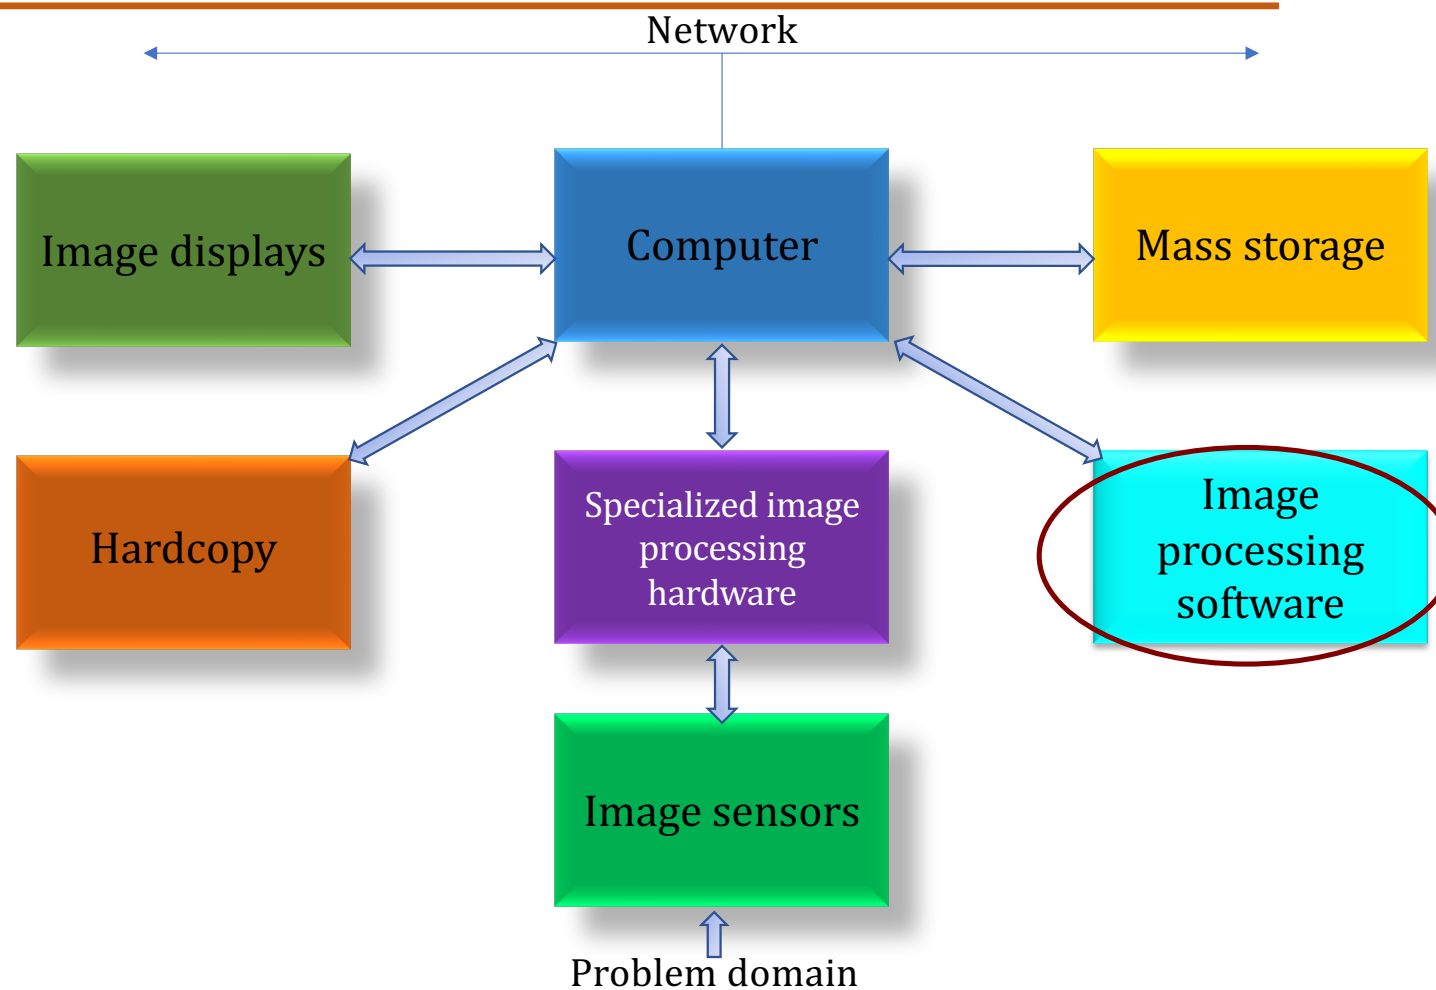 Network
Image displays
Computer
Mass storage
Hardcopy
Specialized image
processing
hardware
Image
processing
software
Image sensors
Problem domain